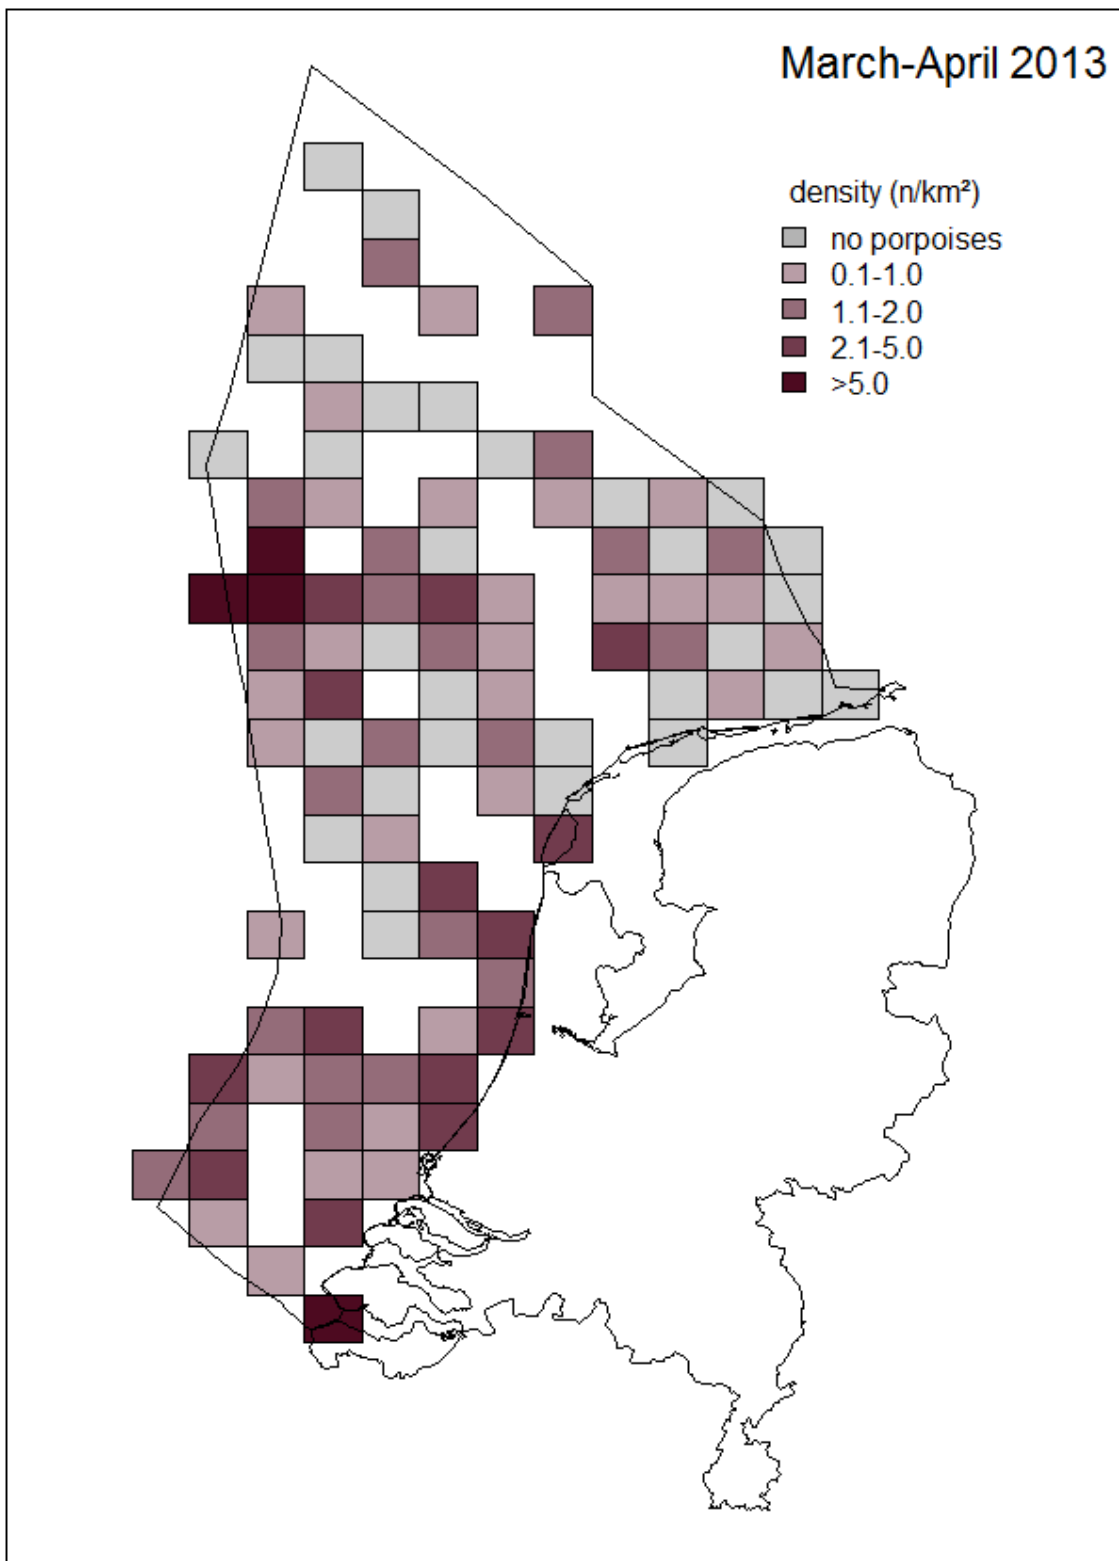 March-April 2013
density (n/km²)
no porpoises
0.1-1.0
1.1-2.0
2.1-5.0
>5.0